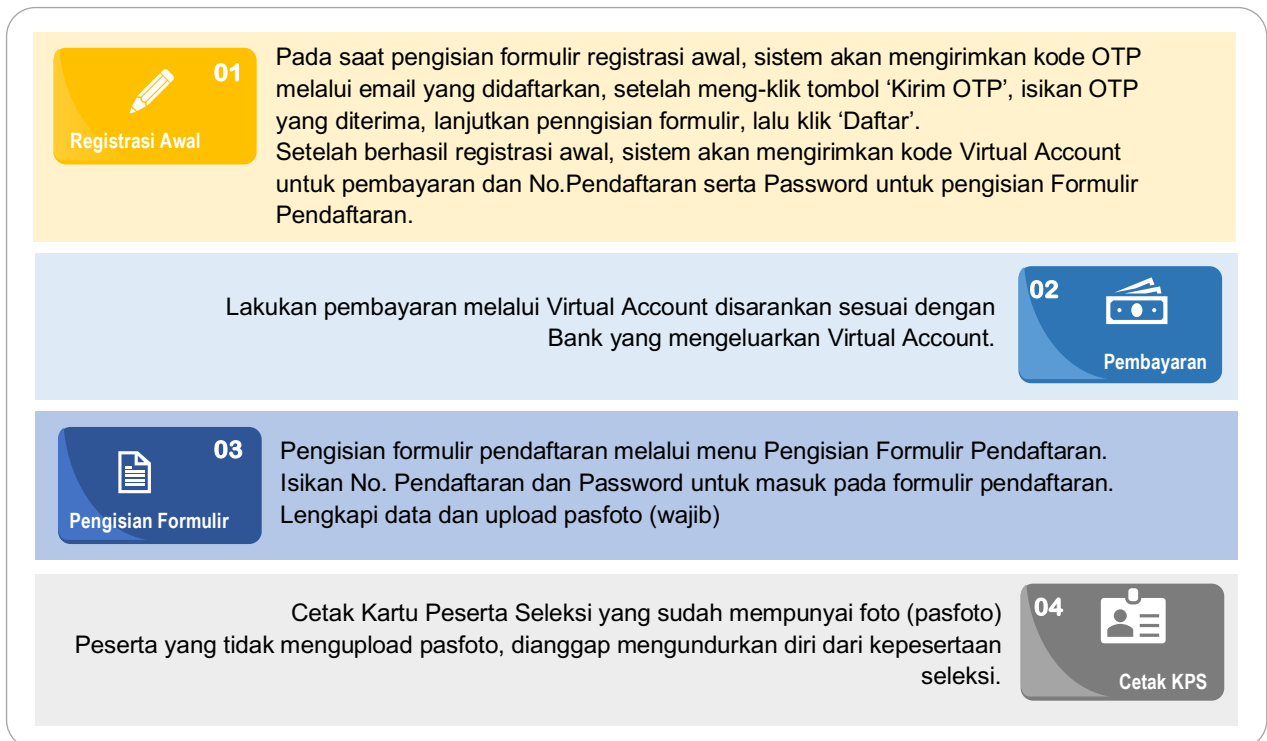 01
Registrasi Awal
Pada saat pengisian formulir registrasi awal, sistem akan mengirimkan kode OTP
melalui email yang didaftarkan, setelah meng-klik tombol ‘Kirim OTP’, isikan OTP
yang diterima, lanjutkan penngisian formulir, lalu klik ‘Daftar’.
Setelah berhasil registrasi awal, sistem akan mengirimkan kode Virtual Account
untuk pembayaran dan No.Pendaftaran serta Password untuk pengisian Formulir
Pendaftaran.
02
Pembayaran
Lakukan pembayaran melalui Virtual Account disarankan sesuai dengan
Bank yang mengeluarkan Virtual Account.
03
Pengisian Formulir
Pengisian formulir pendaftaran melalui menu Pengisian Formulir Pendaftaran.
Isikan No. Pendaftaran dan Password untuk masuk pada formulir pendaftaran.
Lengkapi data dan upload pasfoto (wajib)
04
Cetak KPS
Cetak Kartu Peserta Seleksi yang sudah mempunyai foto (pasfoto)
Peserta yang tidak mengupload pasfoto, dianggap mengundurkan diri dari kepesertaan
seleksi.